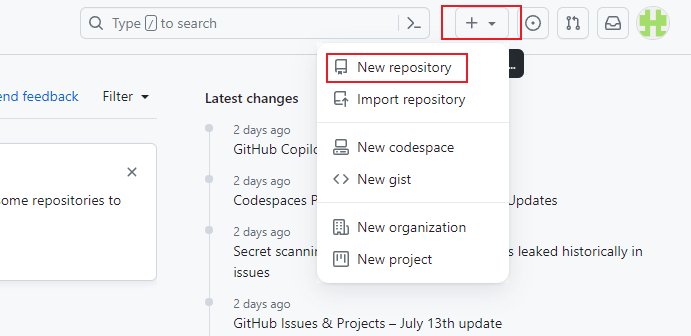 Type / to search
New repository
Import repository
New codespace
New gist
New organization
New project
...
nd feedback
Filter
ome repositories to
Latest changes
2 days ago
GitHub Copil
2 days ago
Codespaces P Updates
2 days ago
Secret scannin s leaked historically in
issues
2 days ago
GitHub Issues & Projects – July 13th update